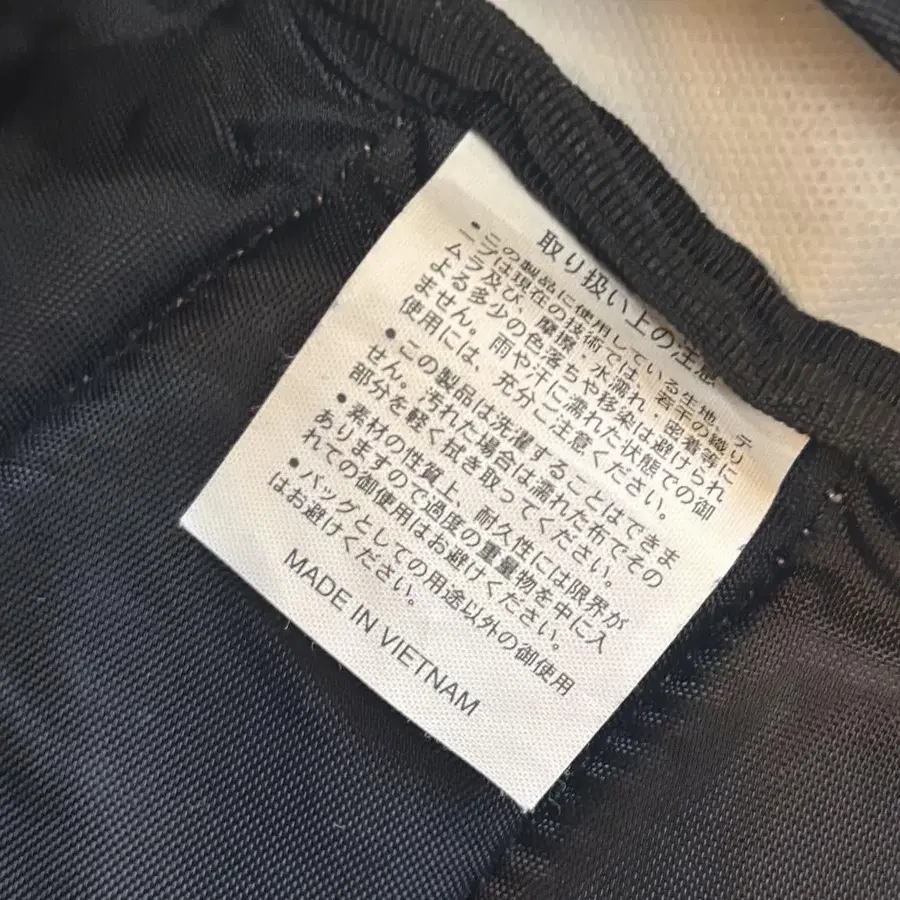 取り扱い上の注意
• この製品に使用している生地、テ
ープは現在の技術では、若干の織り
ムラ及び、摩擦・水濡れ・密着等に
よる多少の色落ちや移染は避けられ
ません。雨や汗に濡れた状態での御
使用には、充分ご注意ください。
• この製品は洗濯することはできま
せん。汚れた場合は濡れた布でその
部分を軽く拭き取ってください。
• 素材の性質上、耐久性には限界が
ありますので過度の重量物を中に入
れての御使用はお避けください。
• バッグとしての用途以外の御使用
はお避けください。
MADE IN VIETNAM